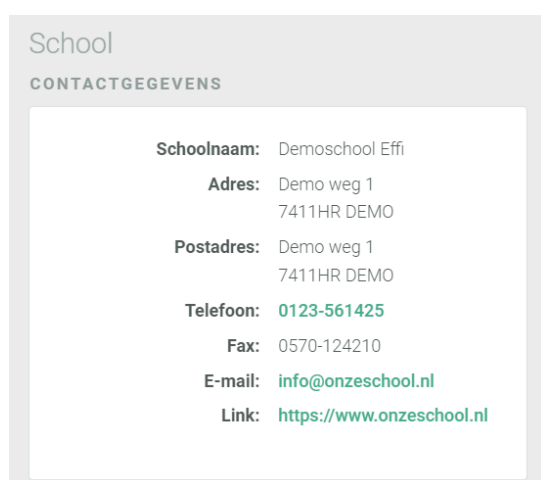 School
CONTACTGEGEVENS
Schoolnaam: Demoschool Effi
Adres: Demo weg 1
7411HR DEMO
Postadres: Demo weg 1
7411HR DEMO
Telefoon: 0123-561425
Fax: 0570-124210
E-mail: info@onzeschool.nl
Link: https://www.onzeschool.nl